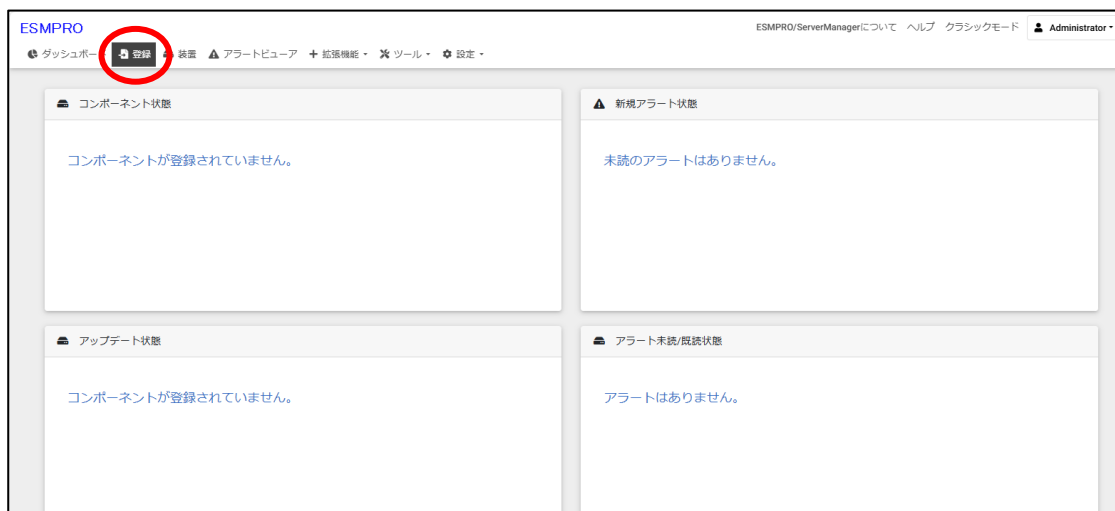 ESMPRO
ESMPRO/ServerManagerについて ヘルプ クラシックモード Administrator
ダッシュボー 登録 装置 アラートビューア 拡張機能 ツール 設定
コンポーネント状態
コンポーネントが登録されていません。
新規アラート状態
未読のアラートはありません。
アップデート状態
コンポーネントが登録されていません。
アラート未読/既読状態
アラートはありません。